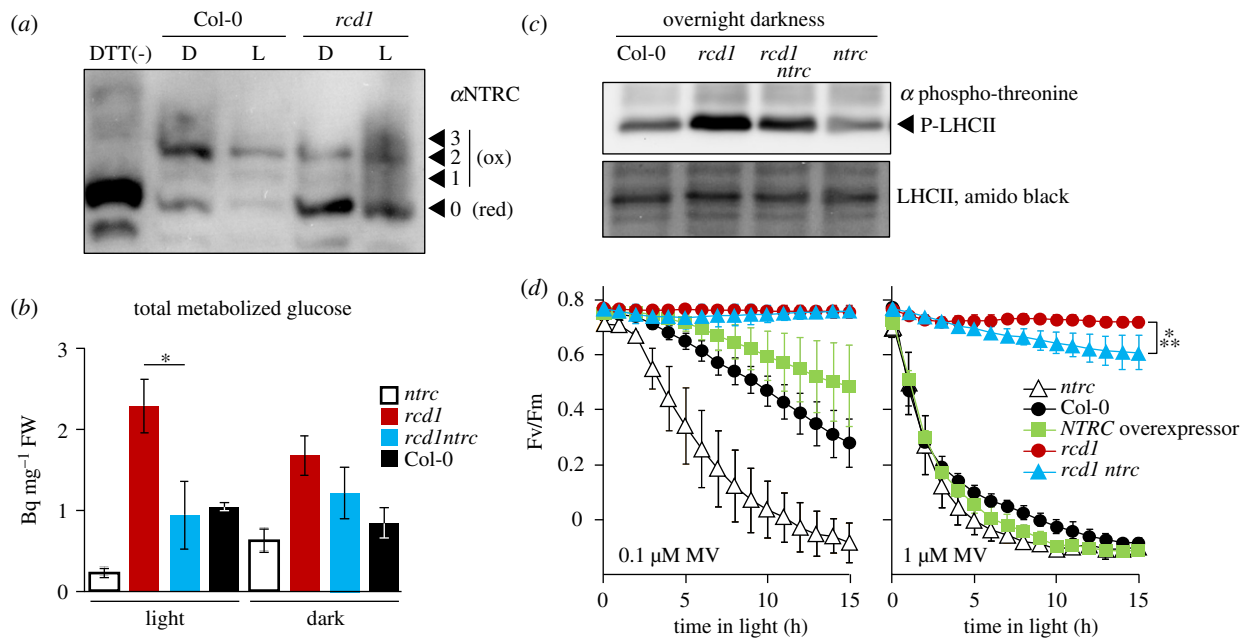 (a)
Col-0 rcd1
DTT(-) D L D L
αNTRC
3
2 (ox)
1
0 (red)
(b) total metabolized glucose
Bq mg⁻¹ FW
3
2
1
0
*
ntrc
rcd1
rcd1ntrc
Col-0
light dark
(c) overnight darkness
Col-0 rcd1 rcd1 ntrc
ntrc
α phospho-threonine
P-LHCII
LHCII, amido black
(d)
Fv/Fm
0.8
0.6
0.4
0.2
0
0.1 µM MV
0 5 10 15
time in light (h)
*
**
ntrc
Col-0
NTRC overexpressor
rcd1
rcd1 ntrc
1 µM MV
0 5 10 15
time in light (h)